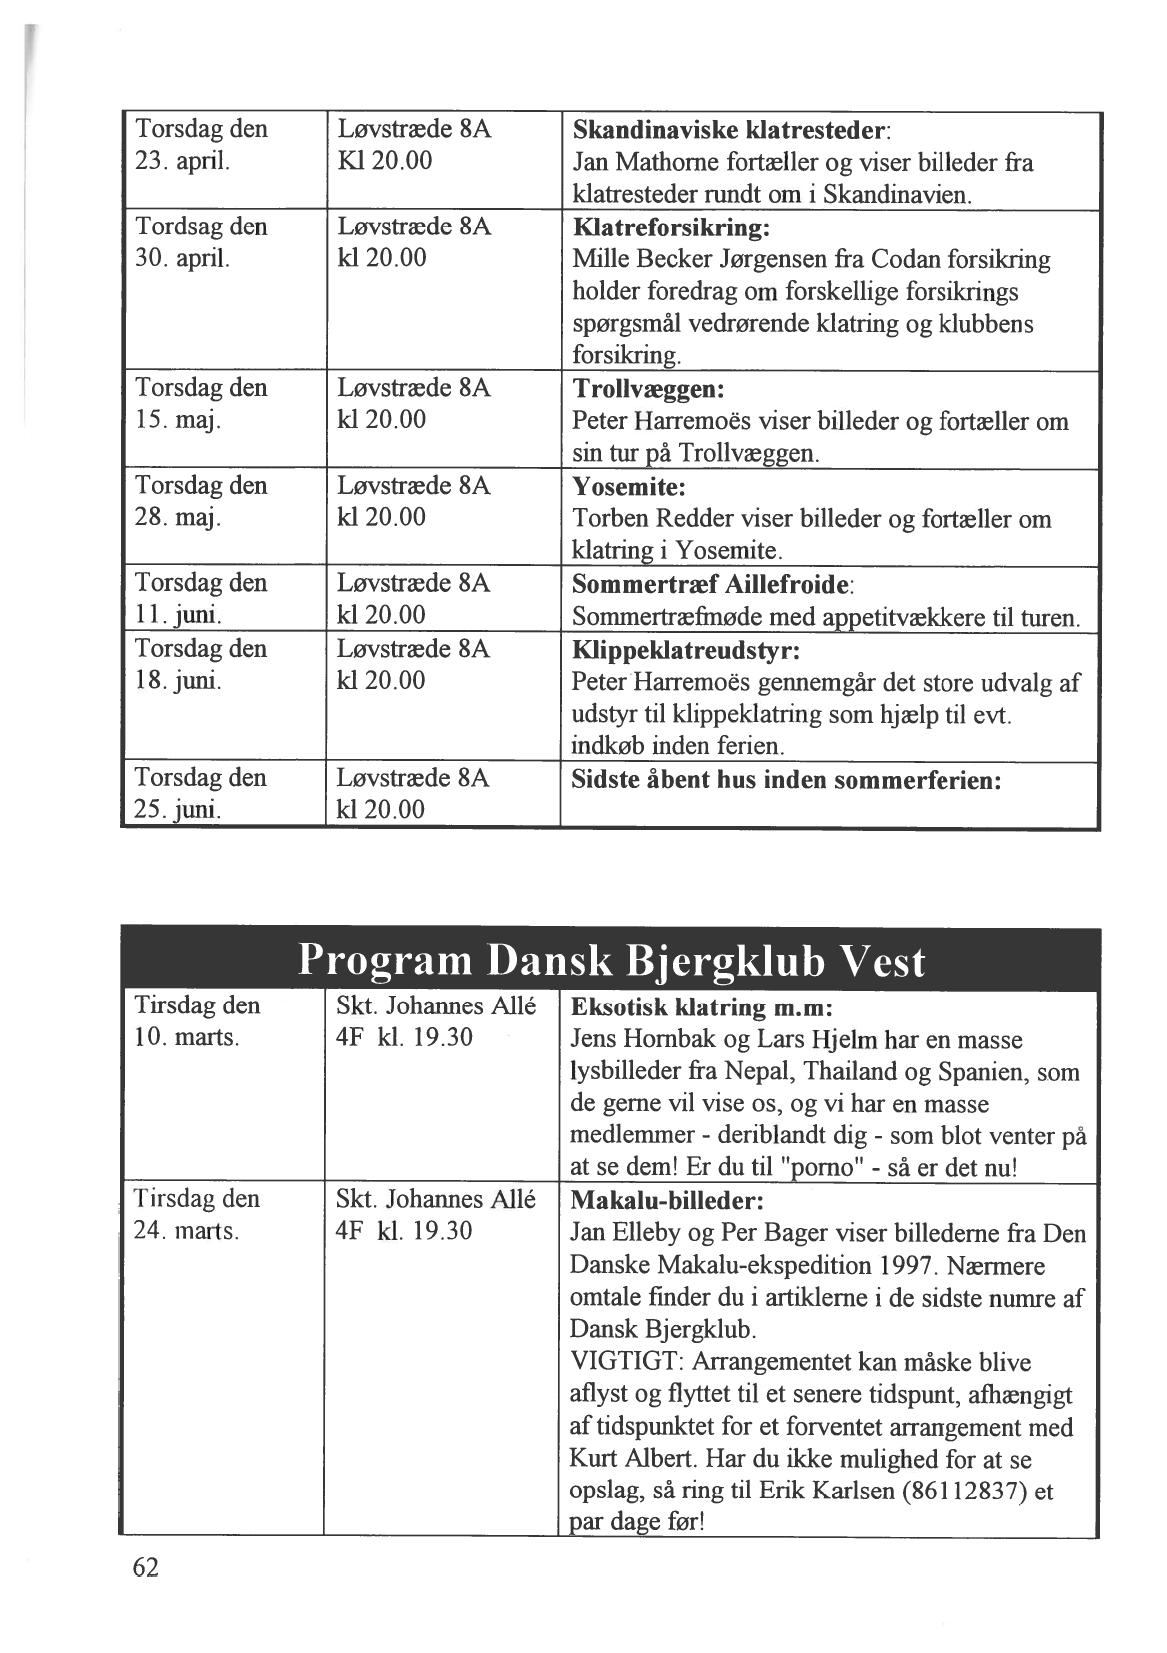 Torsdag den Løvstræde 8A Skandinaviske klatresteder:
23. april. Kl 20.00 Jan Mathorne fortæller og viser billeder fra
klatresteder rundt om i Skandinavien.
Tordsag den Løvstræde 8A Klatreforsikring:
30. april. kl 20.00 Mille Becker Jørgensen fra Codan forsikring
holder foredrag om forskellige forsikrings
spørgsmål vedrørende klatring og klubbens
forsikring.
Torsdag den Løvstræde 8A Trollvæggen:
15. maj. kl 20.00 Peter Harremoës viser billeder og fortæller om
sin tur på Trollvæggen.
Torsdag den Løvstræde 8A Yosemite:
28. maj. kl 20.00 Torben Redder viser billeder og fortæller om
klatring i Yosemite.
Torsdag den Løvstræde 8A Sommertræf Aillefroide:
11. juni. kl 20.00 Sommertræfmøde med appetitvækkere til turen.
Torsdag den Løvstræde 8A Klippeklatreudstyr:
18. juni. kl 20.00 Peter Harremoës gennemgår det store udvalg af
udstyr til klippeklatring som hjælp til evt.
indkøb inden ferien.
Torsdag den Løvstræde 8A Sidste åbent hus inden sommerferien:
25. juni. kl 20.00
Program Dansk Bjergklub Vest
Tirsdag den Skt. Johannes Allé Eksotisk klatring m.m:
10. marts. 4F kl. 19.30 Jens Hornbak og Lars Hjelm har en masse
lysbilleder fra Nepal, Thailand og Spanien, som
de gerne vil vise os, og vi har en masse
medlemmer - deriblandt dig - som blot venter på
at se dem! Er du til "porno" - så er det nu!
Tirsdag den Skt. Johannes Allé Makalu-billeder:
24. marts. 4F kl. 19.30 Jan Elleby og Per Bager viser billederne fra Den
Danske Makalu-ekspedition 1997. Nærmere
omtale finder du i artiklerne i de sidste numre af
Dansk Bjergklub.
VIGTIGT: Arrangementet kan måske blive
aflyst og flyttet til et senere tidspunt, afhængigt
af tidspunktet for et forventet arrangement med
Kurt Albert. Har du ikke mulighed for at se
opslag, så ring til Erik Karlsen (86112837) et
par dage før!
62